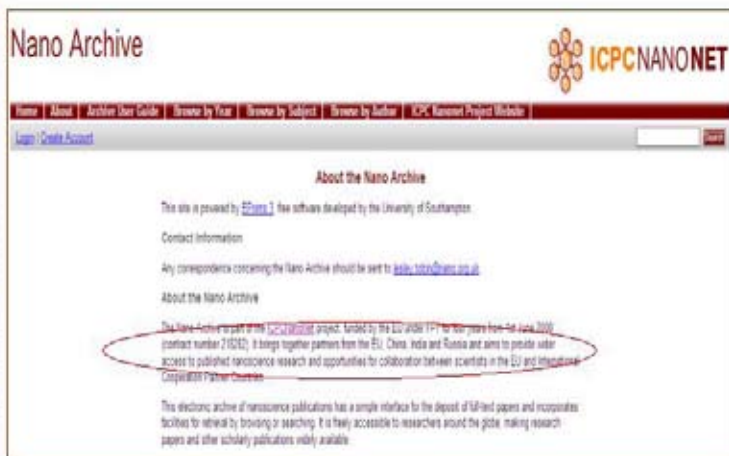 Nano Archive
ICPCNANONET
Home | About | Archive User Guide | Browse by Year | Browse by Subject | Browse by Author | ICPC Nanonet Project Website
Login | Create Account
Search
About the Nano Archive
This site is powered by EPrints 3, free software developed by the University of Southampton
Contact Information
Any correspondence concerning the Nano Archive should be sent to lesley.tobin@nano.org.uk
About the Nano Archive
The Nano Archive is part of the ICPCNanoNet project, funded by the EU under FP7 for four years from 1st June
(contract number). It brings together partners from the EU, China, India and Russia and aims to provide wider
access to published nanoscience research and opportunities for collaboration between scientists in the EU and International
Cooperation Partner Countries
This electronic archive of nanoscience publications has a simple interface for the deposit of full-text papers and incorporates
facilities for retrieval by browsing or searching. It is freely accessible to researchers around the globe, making research
papers and other scholarly publications widely available